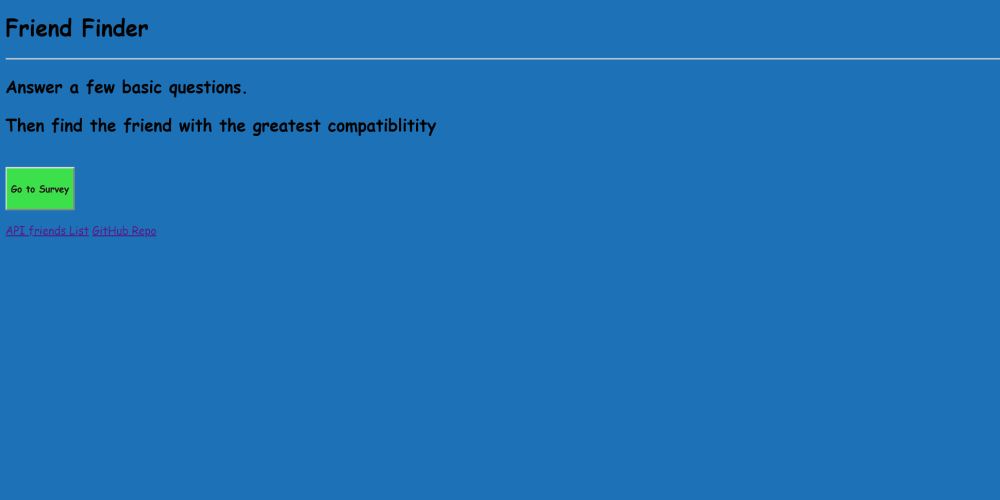 Friend Finder
Answer a few basic questions.
Then find the friend with the greatest compatiblitity
Go to Survey
API friends List GitHub Repo